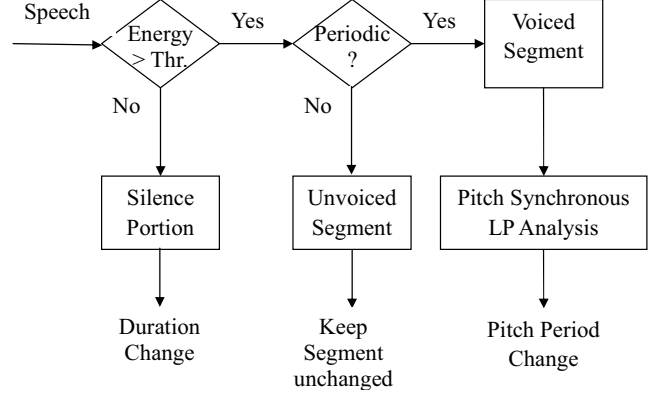 Speech
Energy
> Thr.
Yes
Periodic
?
Yes
Voiced
Segment
No
No
Silence
Portion
Unvoiced
Segment
Pitch Synchronous
LP Analysis
Duration
Change
Keep
Segment
unchanged
Pitch Period
Change